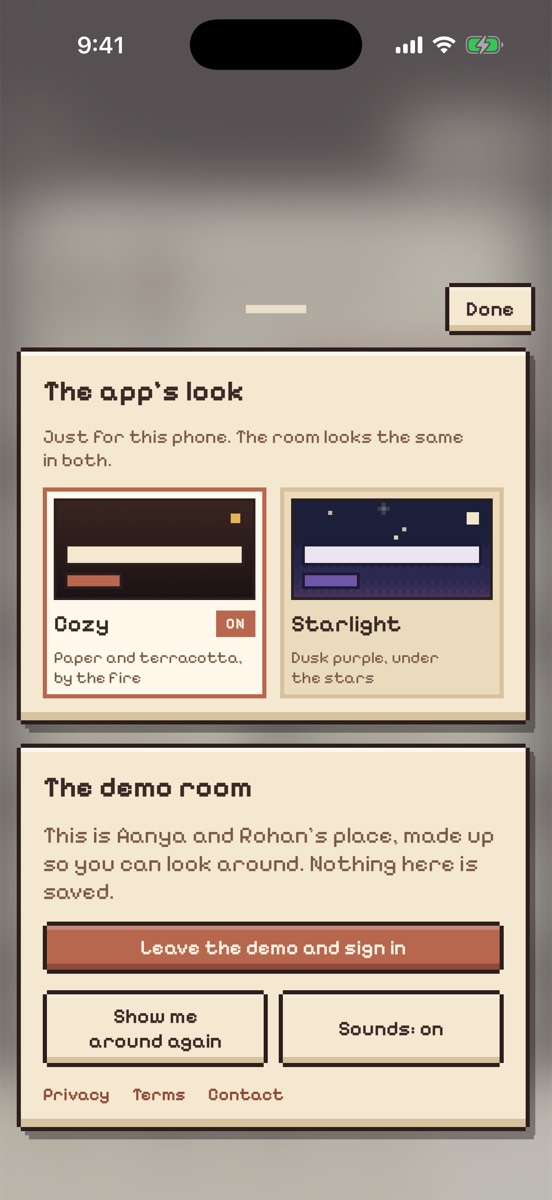 9:41
Done
The app's look
Just for this phone. The room looks the same
in both.
Cozy
ON
Paper and terracotta,
by the fire
Starlight
Dusk purple, under
the stars
The demo room
This is Aanya and Rohan's place, made up
so you can look around. Nothing here is
saved.
Leave the demo and sign in
Show me
around again
Sounds: on
Privacy Terms Contact